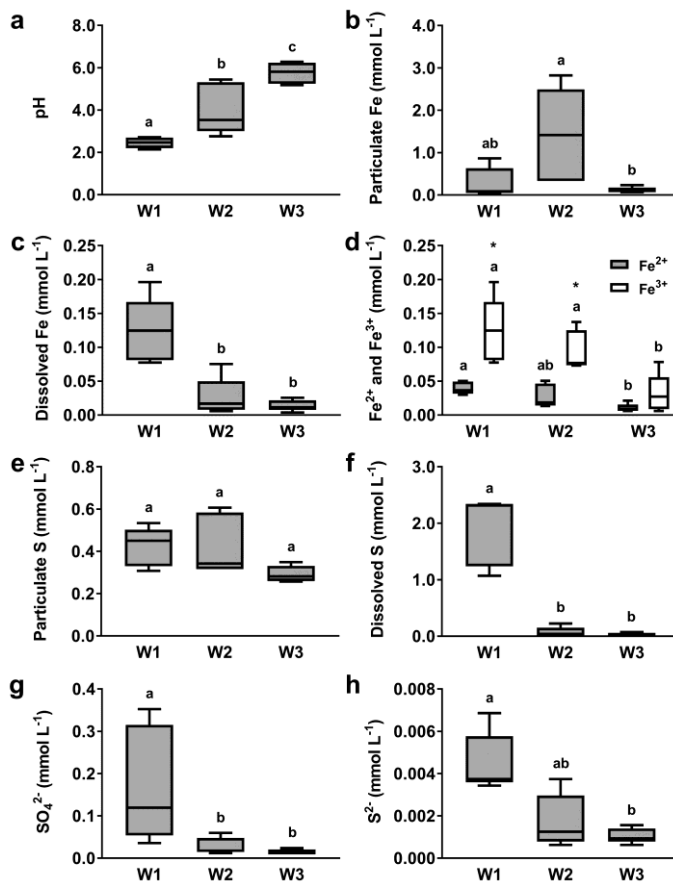 a
pH
8.0
6.0
4.0
2.0
a
b
c
W1
W2
W3
b
Particulate Fe (mmol L⁻¹)
4.0
3.0
2.0
1.0
0.0
ab
a
b
W1
W2
W3
c
Dissolved Fe (mmol L⁻¹)
0.25
0.20
0.15
0.10
0.05
0.00
a
b
b
W1
W2
W3
d
Fe²⁺ and Fe³⁺ (mmol L⁻¹)
0.25
0.20
0.15
0.10
0.05
0.00
Fe²⁺
Fe³⁺
*
a
a
*
a
ab
b
b
W1
W2
W3
e
Particulate S (mmol L⁻¹)
0.8
0.6
0.4
0.2
0.0
a
a
a
W1
W2
W3
f
Dissolved S (mmol L⁻¹)
3.0
2.0
1.0
0.0
a
b
b
W1
W2
W3
g
SO₄²⁻ (mmol L⁻¹)
0.4
0.3
0.2
0.1
0.0
a
b
b
W1
W2
W3
h
S²⁻ (mmol L⁻¹)
0.008
0.006
0.004
0.002
0.000
a
ab
b
W1
W2
W3